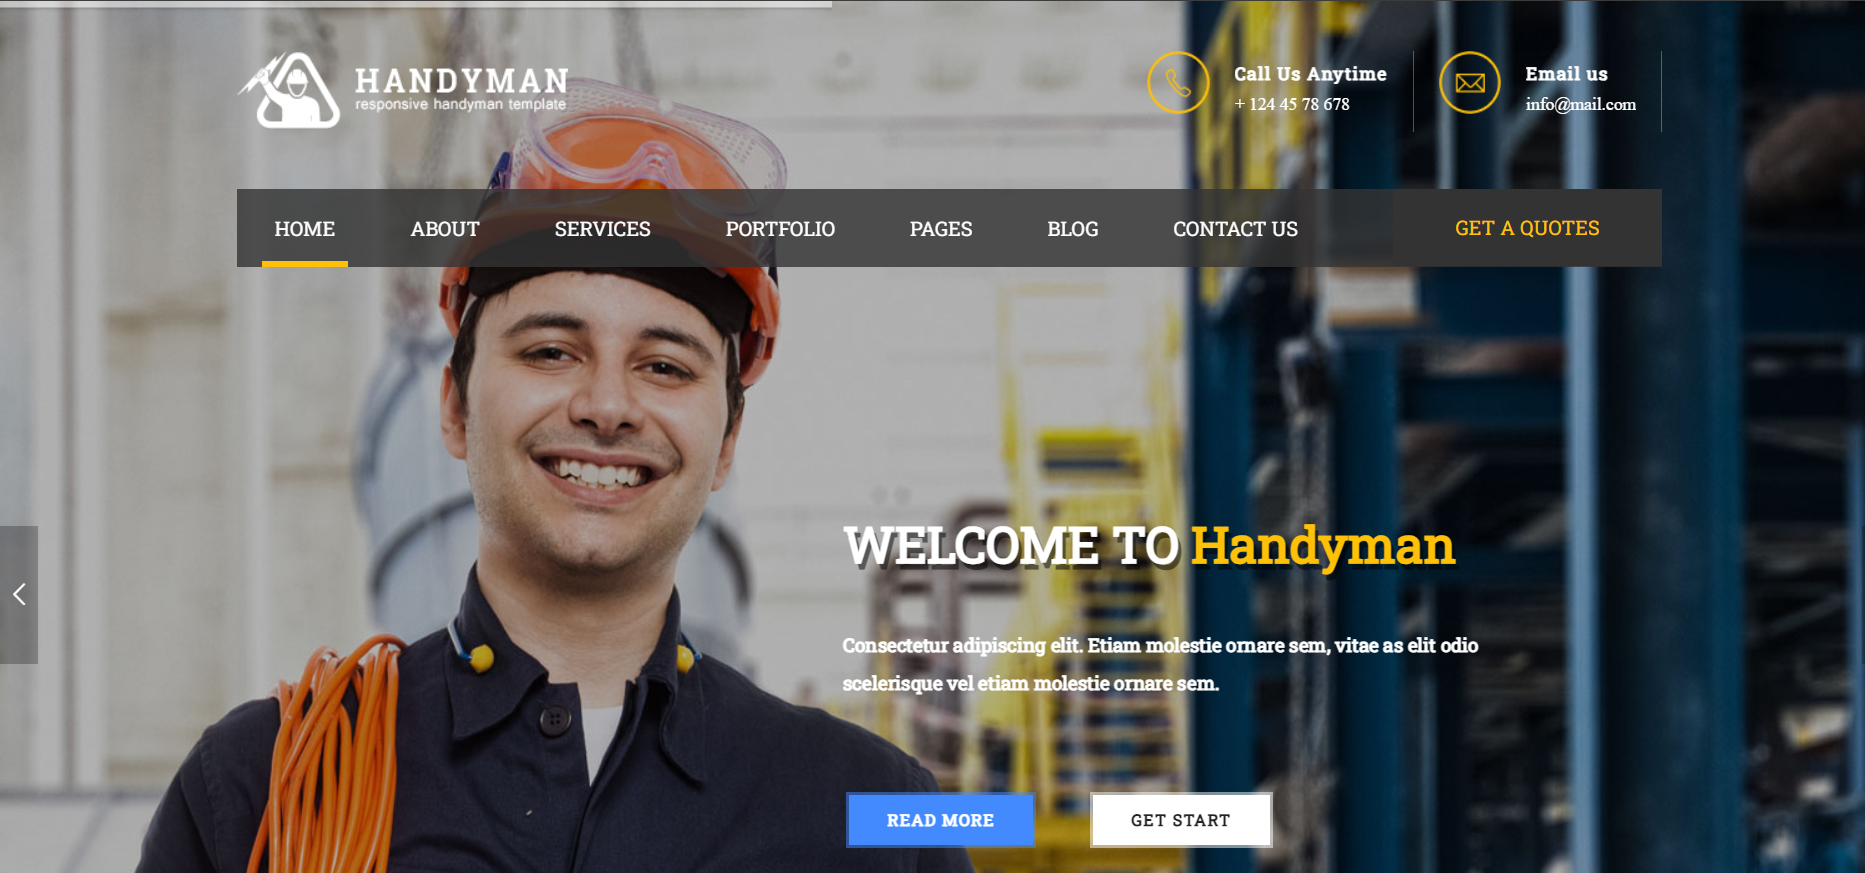 HANDYMAN
responsive handyman template
Call Us Anytime
+ 124 45 78 678
Email us
info@mail.com
HOME ABOUT SERVICES PORTFOLIO PAGES BLOG CONTACT US GET A QUOTES
WELCOME TO Handyman
Consectetur adipiscing elit. Etiam molestie ornare sem, vitae as elit odio
scelerisque vel etiam molestie ornare sem.
READ MORE GET START